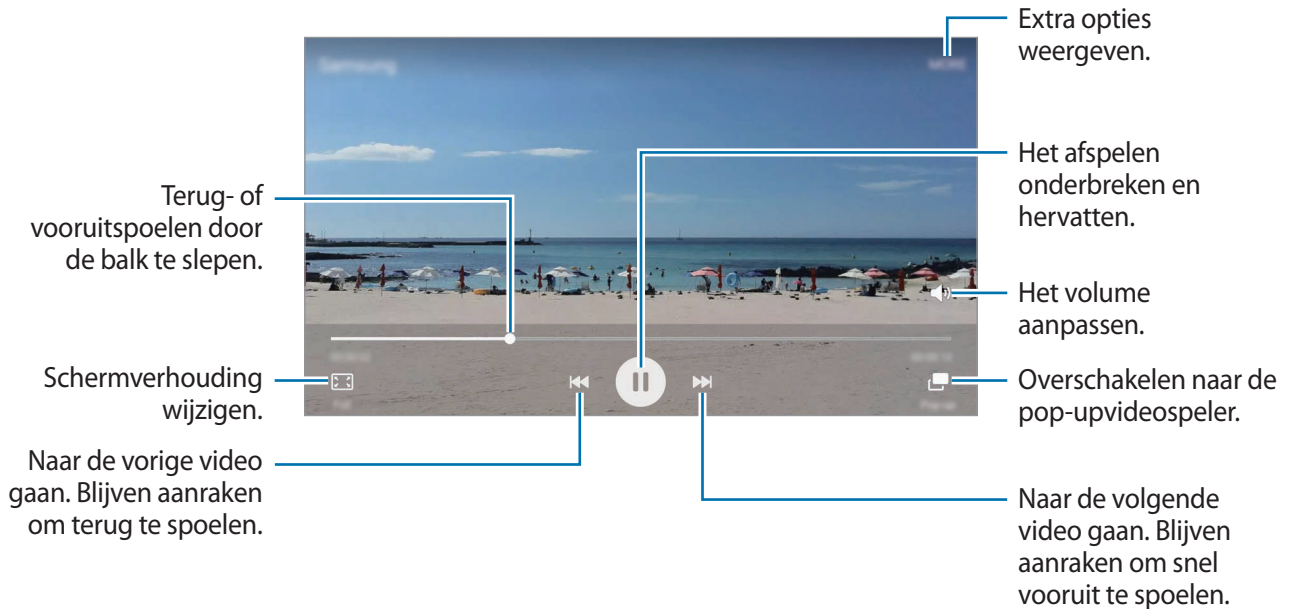 Extra opties
weergeven.
Het afspelen
onderbreken en
hervatten.
Terug- of
vooruitspoelen door
de balk te slepen.
Het volume
aanpassen.
Schermverhouding
wijzigen.
Overschakelen naar de
pop-upvideospeler.
Naar de vorige video
gaan. Blijven aanraken
om terug te spoelen.
Naar de volgende
video gaan. Blijven
aanraken om snel
vooruit te spoelen.